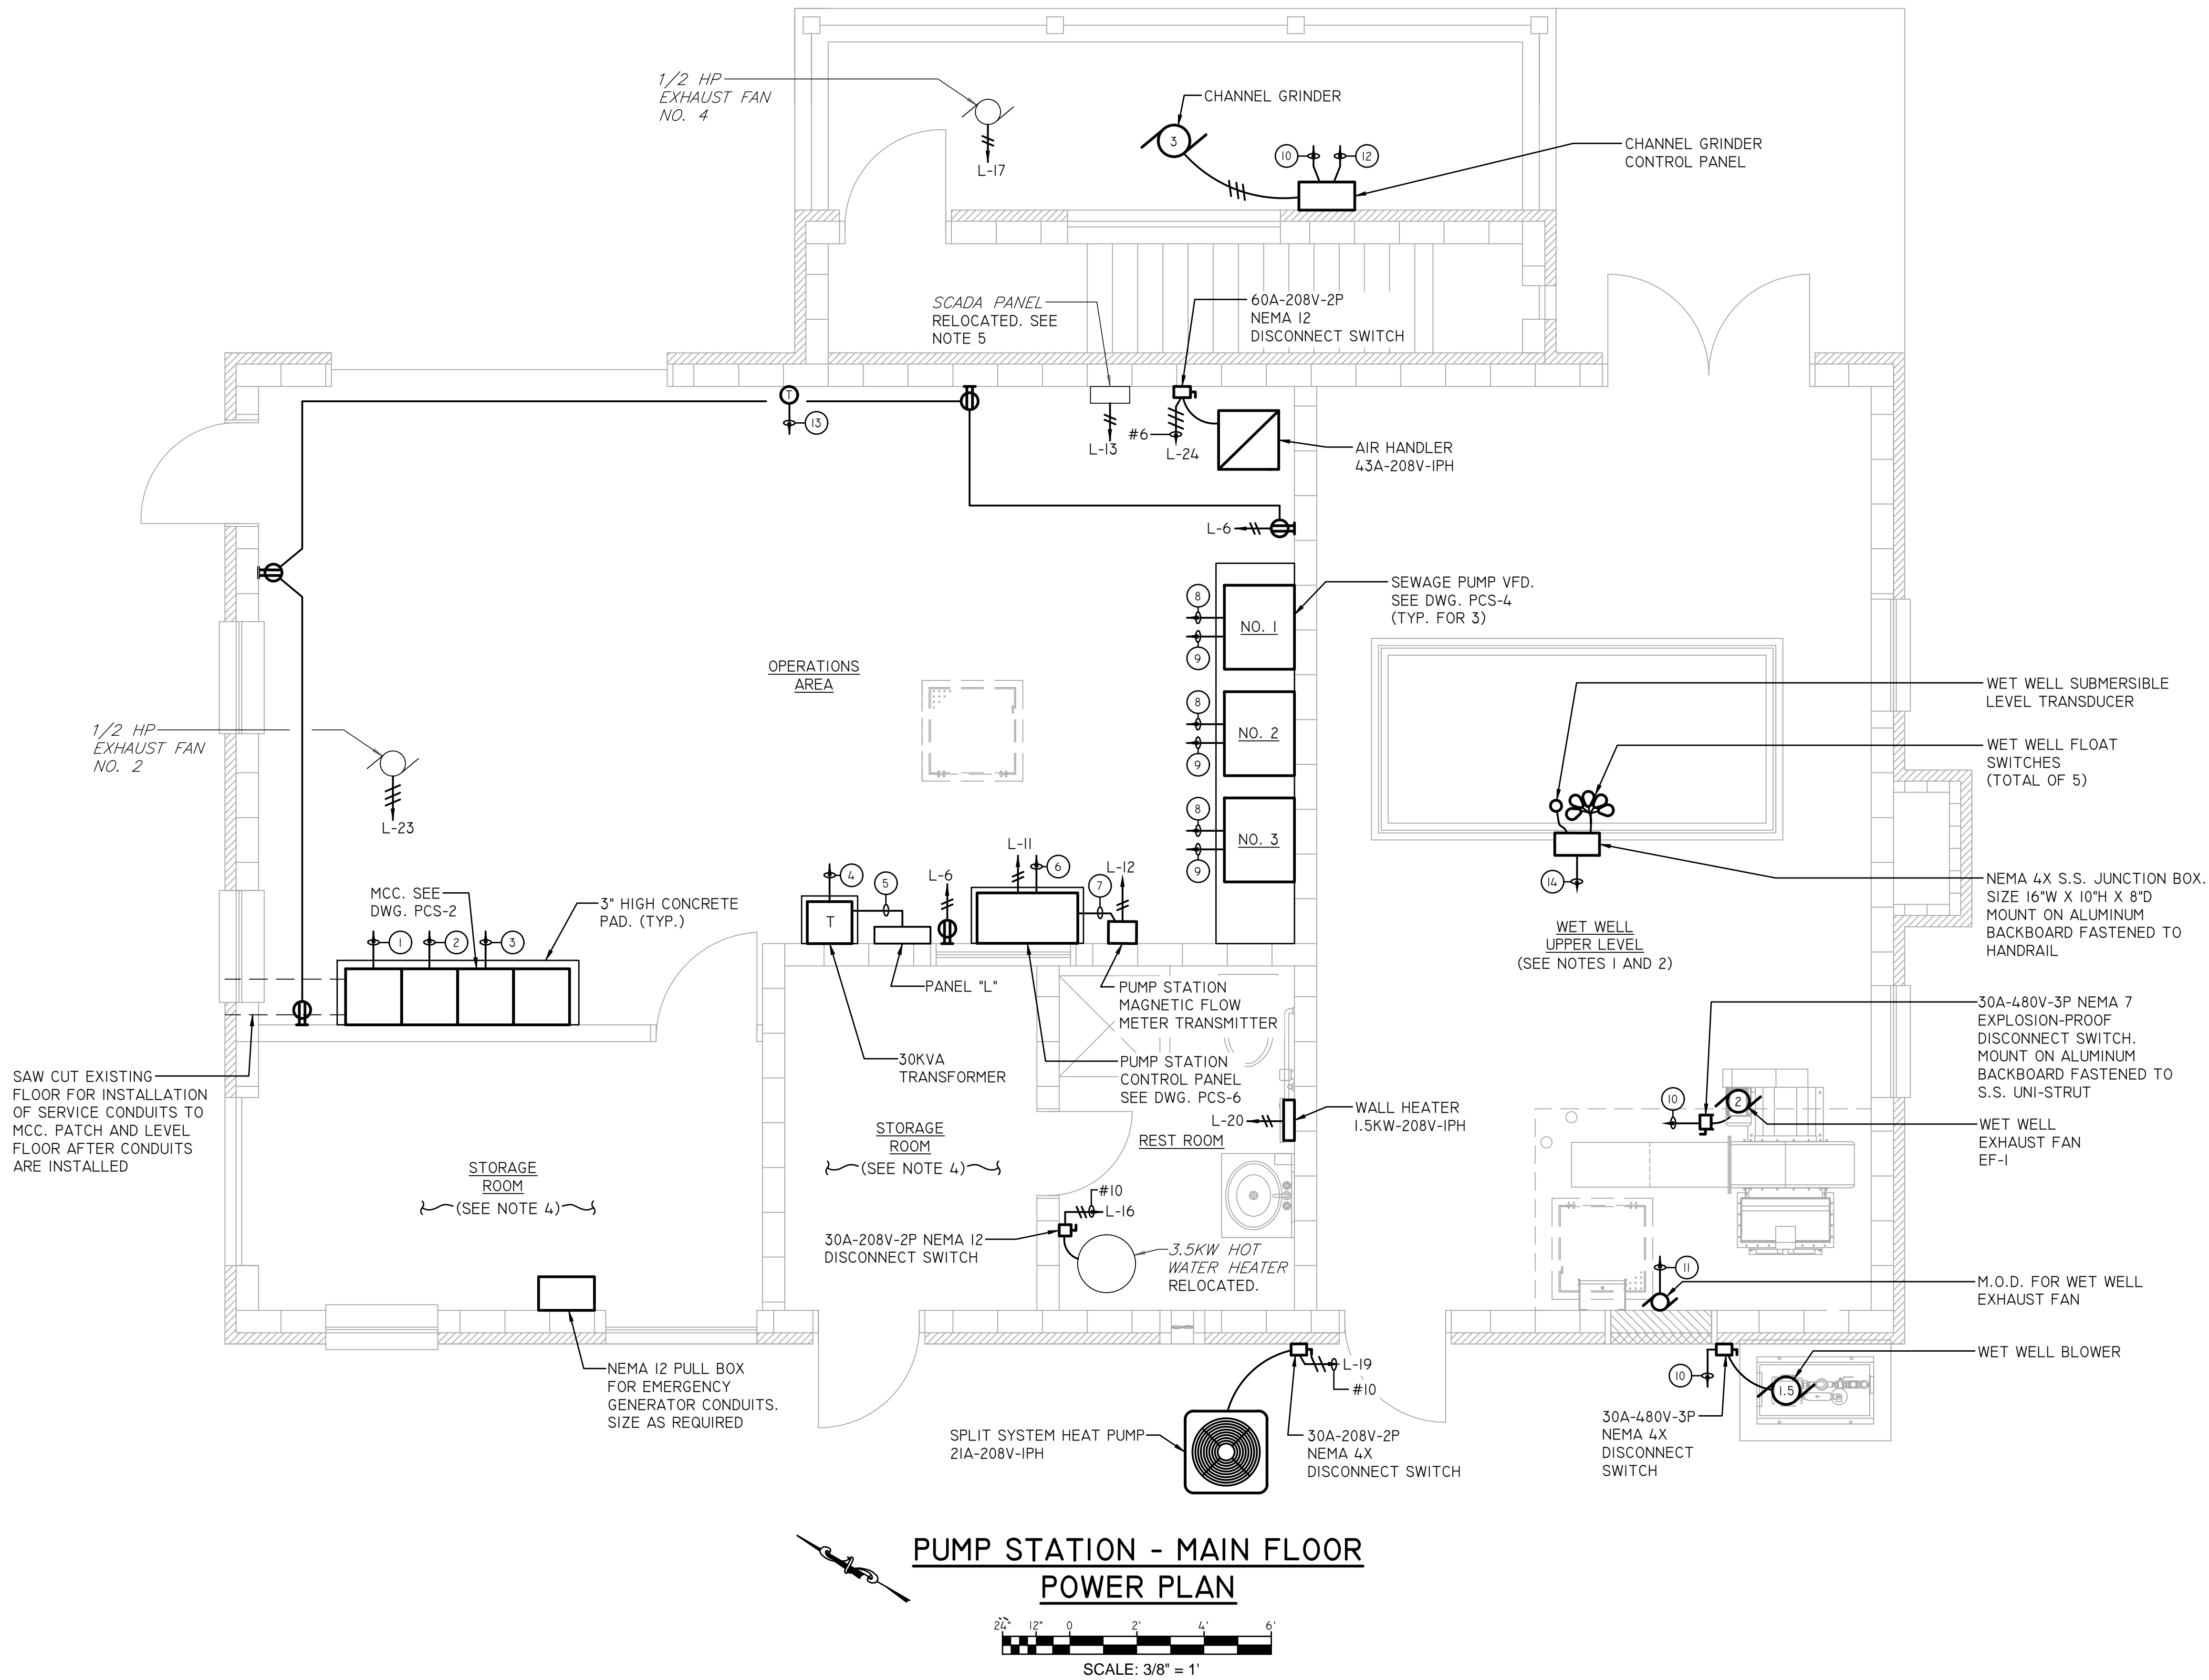 1/2 HP
EXHAUST FAN
NO. 4
L-17
CHANNEL GRINDER
3
10
12
CHANNEL GRINDER
CONTROL PANEL
SCADA PANEL
RELOCATED. SEE
NOTE 5
60A-208V-2P
NEMA 12
DISCONNECT SWITCH
T
13
L-13
#6
L-24
AIR HANDLER
43A-208V-1PH
L-6
SEWAGE PUMP VFD.
SEE DWG. PCS-4
(TYP. FOR 3)
8
NO. 1
9
OPERATIONS
AREA
8
NO. 2
9
8
NO. 3
9
1/2 HP
EXHAUST FAN
NO. 2
L-23
WET WELL SUBMERSIBLE
LEVEL TRANSDUCER
WET WELL FLOAT
SWITCHES
(TOTAL OF 5)
14
NEMA 4X S.S. JUNCTION BOX.
SIZE 16"W X 10"H X 8"D
MOUNT ON ALUMINUM
BACKBOARD FASTENED TO
HANDRAIL
WET WELL
UPPER LEVEL
(SEE NOTES 1 AND 2)
MCC. SEE
DWG. PCS-2
3" HIGH CONCRETE
PAD. (TYP.)
1
2
3
4
T
5
L-6
L-11
6
7
L-12
PANEL "L"
PUMP STATION
MAGNETIC FLOW
METER TRANSMITTER
30KVA
TRANSFORMER
PUMP STATION
CONTROL PANEL
SEE DWG. PCS-6
30A-480V-3P NEMA 7
EXPLOSION-PROOF
DISCONNECT SWITCH.
MOUNT ON ALUMINUM
BACKBOARD FASTENED TO
S.S. UNI-STRUT
10
2
WET WELL
EXHAUST FAN
EF-1
SAW CUT EXISTING
FLOOR FOR INSTALLATION
OF SERVICE CONDUITS TO
MCC. PATCH AND LEVEL
FLOOR AFTER CONDUITS
ARE INSTALLED
STORAGE
ROOM
(SEE NOTE 4)
STORAGE
ROOM
(SEE NOTE 4)
L-20
REST ROOM
WALL HEATER
1.5KW-208V-1PH
#10
L-16
30A-208V-2P NEMA 12
DISCONNECT SWITCH
3.5KW HOT
WATER HEATER
RELOCATED.
11
M.O.D. FOR WET WELL
EXHAUST FAN
NEMA 12 PULL BOX
FOR EMERGENCY
GENERATOR CONDUITS.
SIZE AS REQUIRED
L-19
#10
SPLIT SYSTEM HEAT PUMP
21A-208V-1PH
30A-208V-2P
NEMA 4X
DISCONNECT SWITCH
10
1.5
WET WELL BLOWER
30A-480V-3P
NEMA 4X
DISCONNECT
SWITCH
PUMP STATION - MAIN FLOOR
POWER PLAN
24" 12" 0 2' 4' 6'
SCALE: 3/8" = 1'